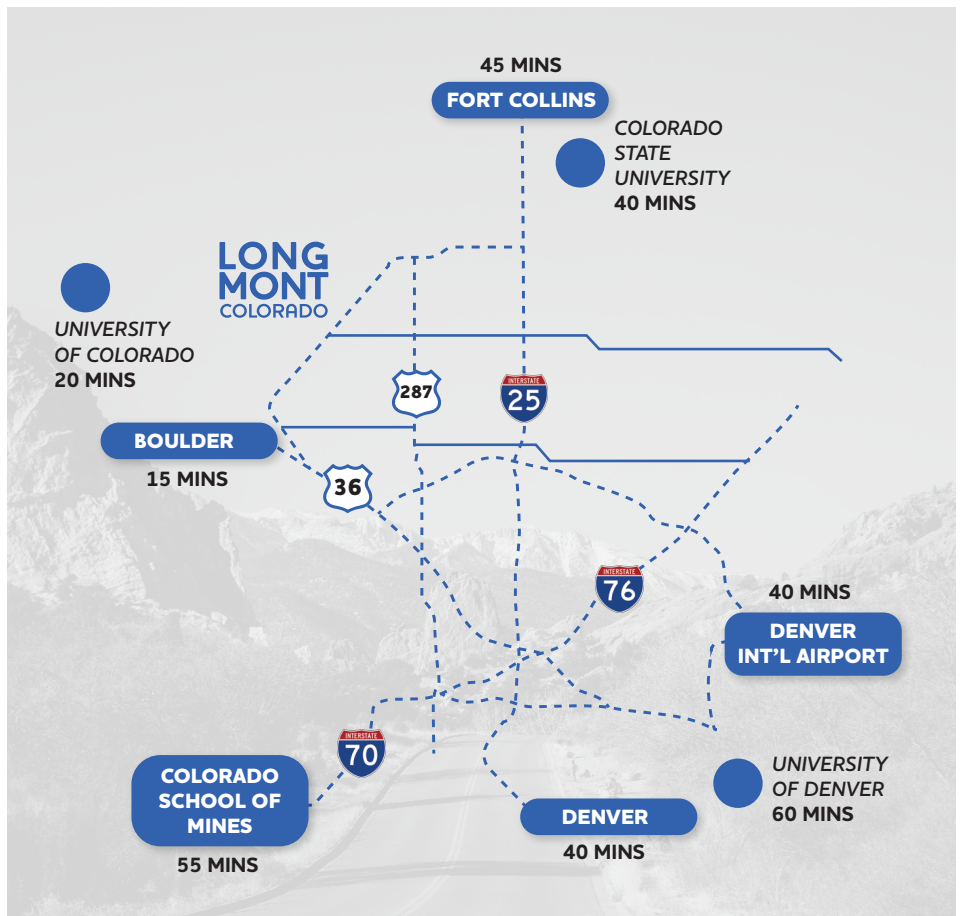 45 MINS
FORT COLLINS
COLORADO
STATE
UNIVERSITY
40 MINS
LONG
MONT
COLORADO
UNIVERSITY
OF COLORADO
20 MINS
287
INTERSTATE
25
BOULDER
15 MINS
36
INTERSTATE
76
40 MINS
DENVER
INT'L AIRPORT
INTERSTATE
70
COLORADO
SCHOOL OF
MINES
55 MINS
UNIVERSITY
OF DENVER
60 MINS
DENVER
40 MINS